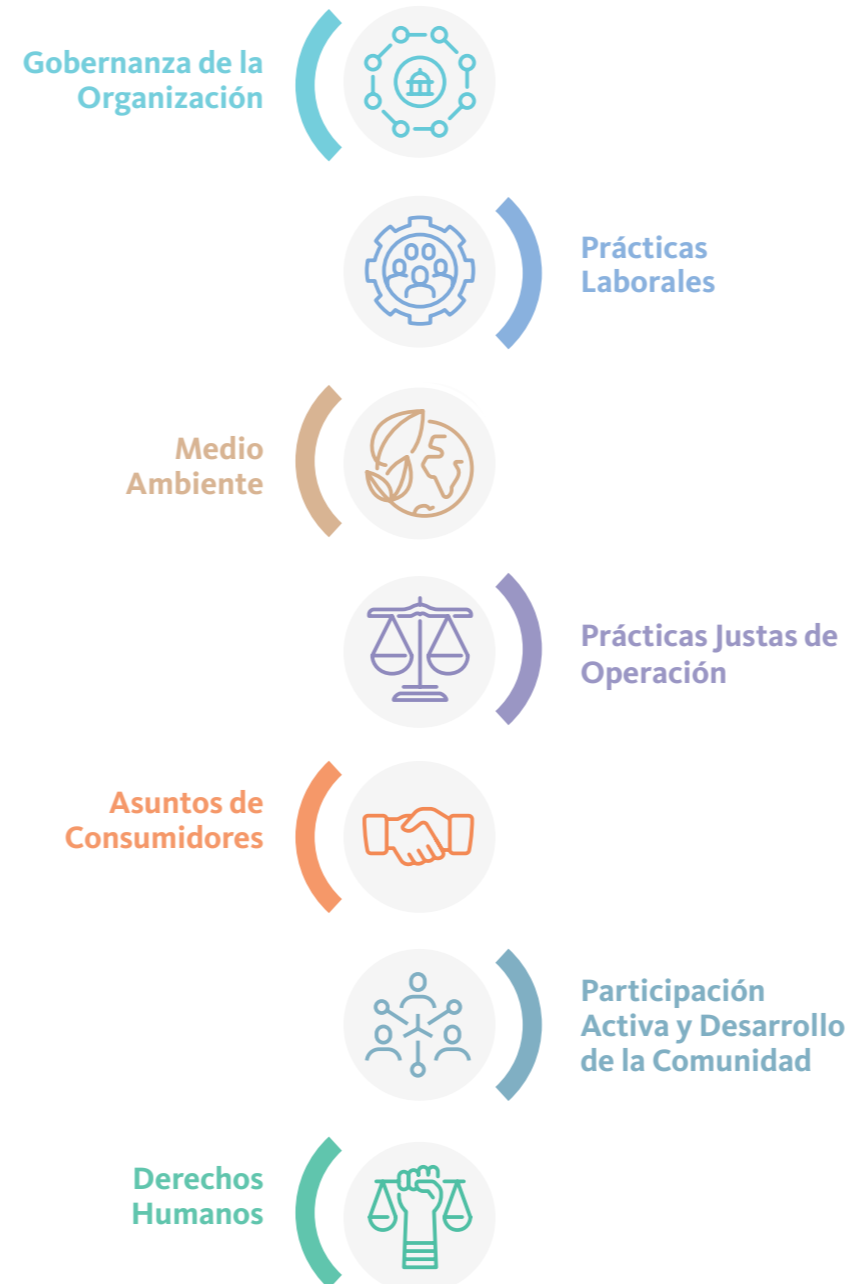 Gobernanza de la
Organización
Prácticas
Laborales
Medio
Ambiente
Prácticas Justas de
Operación
Asuntos de
Consumidores
Participación
Activa y Desarrollo
de la Comunidad
Derechos
Humanos